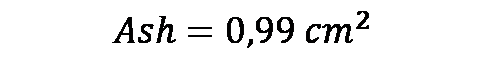 Ash = 0,99 cm²